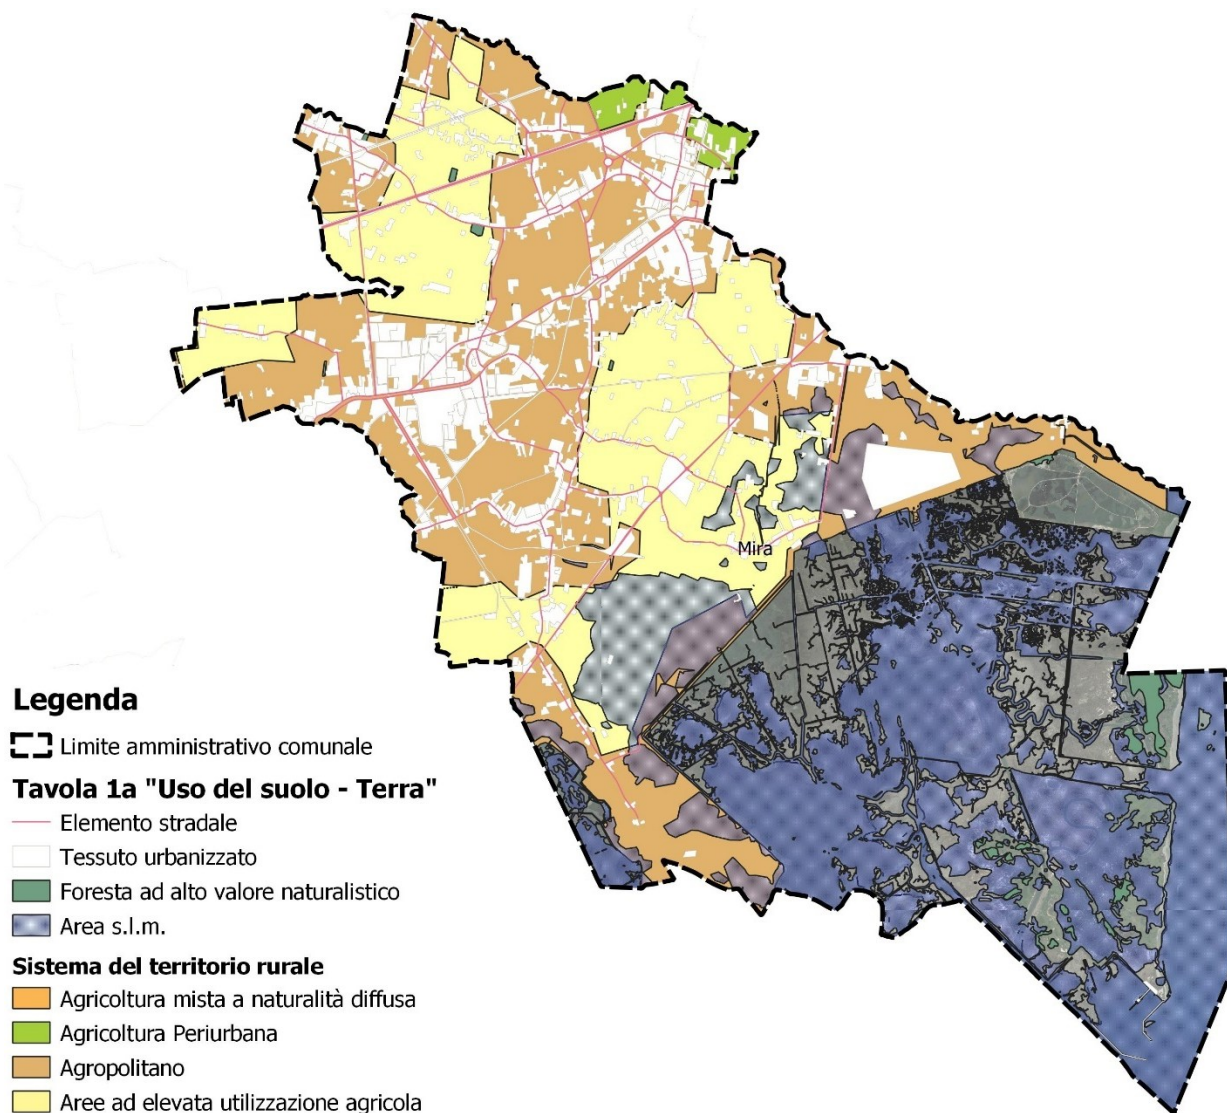 Mira
Legenda
Limite amministrativo comunale
Tavola 1a "Uso del suolo - Terra"
Elemento stradale
Tessuto urbanizzato
Foresta ad alto valore naturalistico
Area s.l.m.
Sistema del territorio rurale
Agricoltura mista a naturalità diffusa
Agricoltura Periurbana
Agropolitano
Aree ad elevata utilizzazione agricola